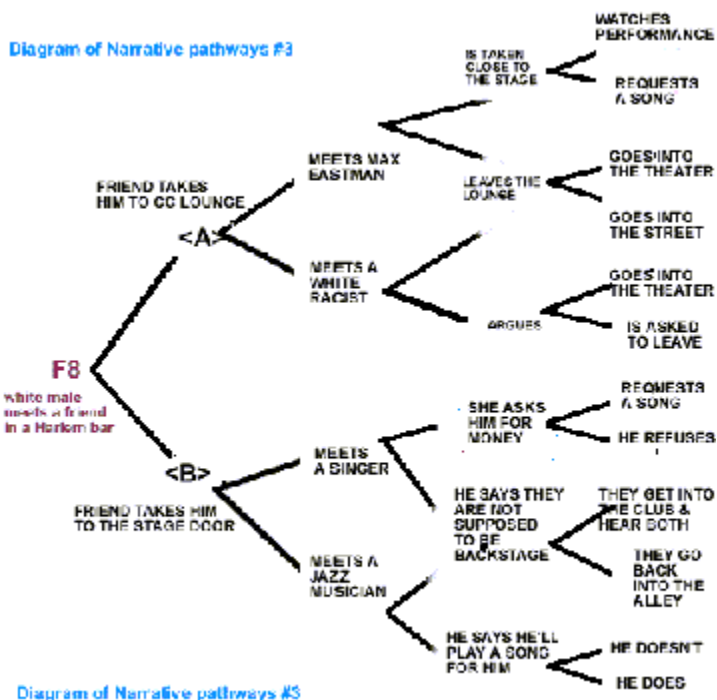 Diagram of Narrative pathways #3
WATCHES
PERFORMANCE
IS TAKEN
CLOSE TO
THE STAGE
REQUESTS
A SONG
MEETS MAX
EASTMAN
GOES INTO
THE THEATER
FRIEND TAKES
HIM TO CC LOUNGE
LEAVES THE
LOUNGE
GOES INTO
THE STREET
<A>
MEETS A
WHITE
RACIST
GOES INTO
THE THEATER
ARGUES
IS ASKED
TO LEAVE
F8
white male
meets a friend
in a Harlem bar
REQUESTS
A SONG
SHE ASKS
HIM FOR
MONEY
HE REFUSES
MEETS
A SINGER
<B>
FRIEND TAKES HIM
TO THE STAGE DOOR
HE SAYS THEY
ARE NOT
SUPPOSED
TO BE
BACKSTAGE
THEY GET INTO
THE CLUB &
HEAR BOTH
THEY GO
BACK
INTO THE
ALLEY
MEETS A
JAZZ
MUSICIAN
HE SAYS HE'LL
PLAY A SONG
FOR HIM
HE DOESN'T
HE DOES
Diagram of Narrative pathways #3